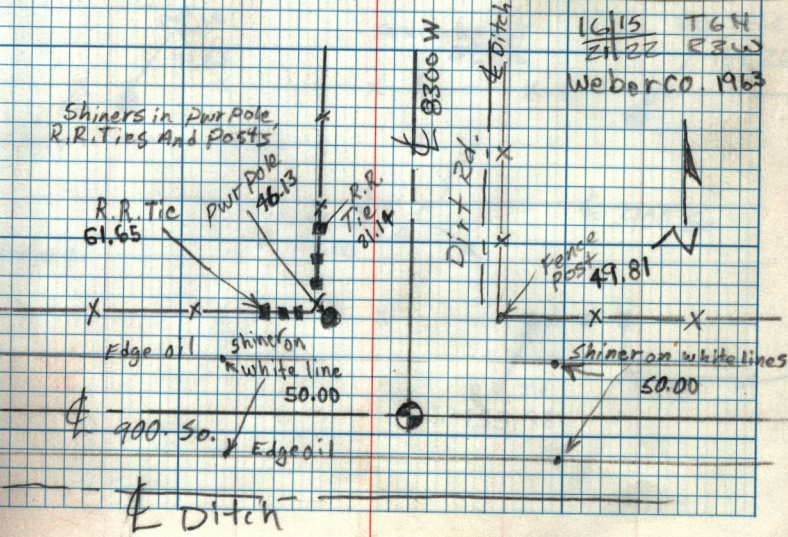 16|15 T6N
21|22 R3W
Weber CO. 1963
℄ Ditch
℄ 8300 W
Dirt Rd.
Shiners in pwr pole,
R.R. Ties And Posts
R.R. Tie
61.65
pwr pole
46.13
R.R.
Tie
31.14
Fence
post 49.81
N
Edge oil
shiner on
white line
50.00
Shiner on white lines
50.00
℄ 900. So.
Edge oil
℄ Ditch